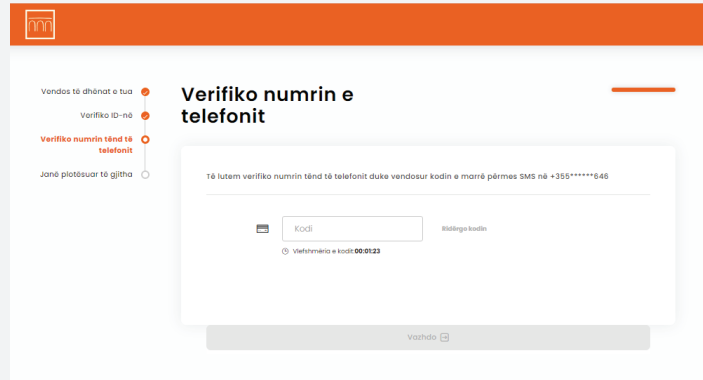 Vendos të dhënat e tua
Verifiko ID-në
Verifiko numrin tënd të
telefonit
Janë plotësuar të gjitha
Verifiko numrin e
telefonit
Të lutem verifiko numrin tënd të telefonit duke vendosur kodin e marrë përmes SMS në +355******646
Kodi
Ridërgo kodin
Vlefshmëria e kodit:00:01:23
Vazhdo